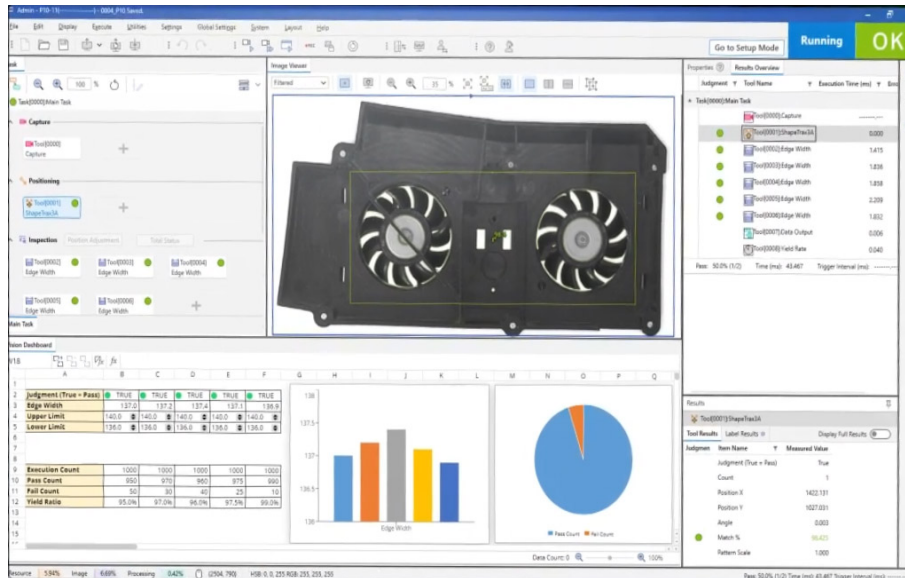 Admin - P10-11(
- 0004_P10 Saved.
File Edit Display Execute Utilities Settings Global Settings System Layout Help
Go to Setup Mode
Running
OK
100 %
Task[0000]:Main Task
Capture
Tool[0000]
Capture
Positioning
Tool[0001]
ShapeTrax3A
Inspection Position Adjustment Total Status
Tool[0002]
Edge Width
Tool[0003]
Edge Width
Tool[0004]
Edge Width
Tool[0005]
Edge Width
Tool[0006]
Edge Width
Main Task
Image Viewer
Filtered
35 %
Properties Results Overview
Judgment Tool Name Execution Time (ms)
Task[0000]:Main Task
Tool[0000]:Capture
Tool[0001]:ShapeTrax3A 0.000
Tool[0002]:Edge Width 1.415
Tool[0003]:Edge Width 1.836
Tool[0004]:Edge Width 1.858
Tool[0005]:Edge Width 2.209
Tool[0006]:Edge Width 1.832
Tool[0007]:Data Output 0.006
Tool[0008]:Yield Rate 0.040
Pass: 50.0% (1/2) Time (ms): 43.467 Trigger Interval (ms):
Vision Dashboard
fx
A B C D E F G H I J K L M N O P Q
1
2 Judgment (True = Pass) TRUE TRUE TRUE TRUE TRUE
3 Edge Width 137.0 137.2 137.4 137.1 136.9
4 Upper Limit 140.0 140.0 140.0 140.0 140.0
5 Lower Limit 136.0 136.0 136.0 136.0 136.0
6
7
8
9 Execution Count 1000 1000 1000 1000 1000
10 Pass Count 950 970 960 975 990
11 Fail Count 50 30 40 25 10
12 Yield Ratio 95.0% 97.0% 96.0% 97.5% 99.0%
13
14
15
138
137.5
137
136.5
136
Edge Width
Pass Count Fail Count
Data Count: 0 100%
Results
Tool[0001]:ShapeTrax3A
Tool Results Label Results Display Full Results
Judgmen Item Name Measured Value
Judgment (True = Pass) True
Count 1
Position X 1422.131
Position Y 1027.031
Angle 0.003
Match %
Pattern Scale 1.000
Resource 5.94% Image 6.69% Processing 0.42% (2504, 790) HSB: 0, 0, 255 RGB: 255, 255, 255
Pass: 50.0% (1/2) Time (ms): 43.467 Trigger Interval (ms):